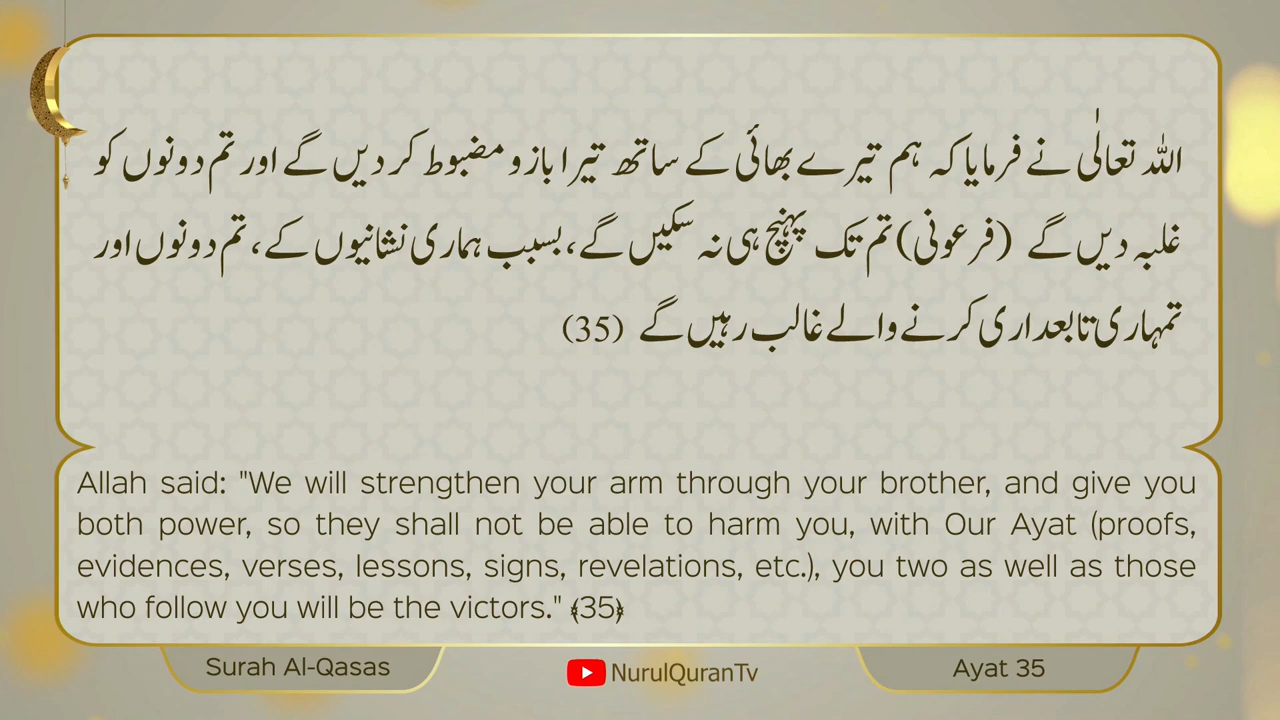 اللہ تعالٰی نے فرمایا کہ ہم تیرے بھائی کے ساتھ تیرا بازو مضبوط کر دیں گے اور تم دونوں کو
غلبہ دیں گے (فرعونی) تم تک پہنچ ہی نہ سکیں گے، بسبب ہماری نشانیوں کے، تم دونوں اور
تمہاری تابعداری کرنے والے غالب رہیں گے (35)
Allah said: "We will strengthen your arm through your brother, and give you
both power, so they shall not be able to harm you, with Our Ayat (proofs,
evidences, verses, lessons, signs, revelations, etc.), you two as well as those
who follow you will be the victors." ﴾35﴿
Surah Al-Qasas
NurulQuranTv
Ayat 35